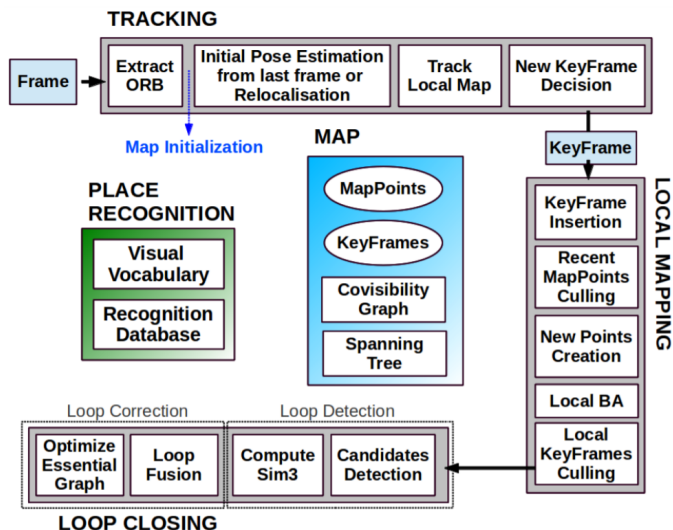 TRACKING
Frame
Extract
ORB
Initial Pose Estimation
from last frame or
Relocalisation
Track
Local Map
New KeyFrame
Decision
Map Initialization
KeyFrame
MAP
MapPoints
KeyFrames
Covisibility
Graph
Spanning
Tree
PLACE
RECOGNITION
Visual
Vocabulary
Recognition
Database
LOCAL MAPPING
KeyFrame
Insertion
Recent
MapPoints
Culling
New Points
Creation
Local BA
Local
KeyFrames
Culling
Loop Correction
Loop Detection
Optimize
Essential
Graph
Loop
Fusion
Compute
Sim3
Candidates
Detection
LOOP CLOSING